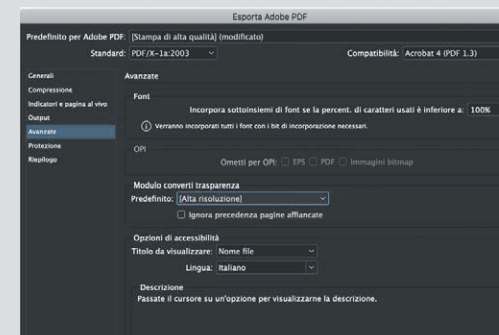 Esporta Adobe PDF
Predefinito per Adobe PDF: [Stampa di alta qualità] (modificato)
Standard: PDF/X-1a:2003 Compatibilità: Acrobat 4 (PDF 1.3)
Generali
Compressione
Indicatori e pagina al vivo
Output
Avanzate
Protezione
Riepilogo
Avanzate
Font
Incorpora sottoinsiemi di font se la percent. di caratteri usati è inferiore a: 100%
Verranno incorporati tutti i font con i bit di incorporazione necessari.
OPI
Ometti per OPI: EPS PDF Immagini bitmap
Modulo converti trasparenza
Predefinito: [Alta risoluzione]
Ignora precedenza pagine affiancate
Opzioni di accessibilità
Titolo da visualizzare: Nome file
Lingua: Italiano
Descrizione
Passate il cursore su un'opzione per visualizzarne la descrizione.